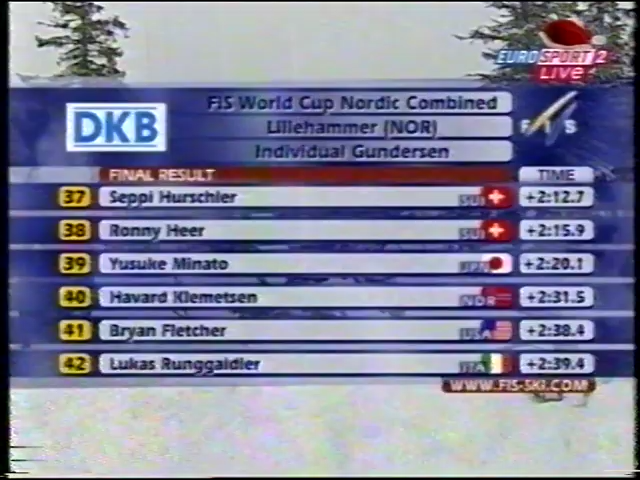 EUROSPORT 2
LIVE
DKB
FIS World Cup Nordic Combined
Lillehammer (NOR)
Individual Gundersen
FIS
FINAL RESULT TIME
37 Seppi Hurschler SUI +2:12.7
38 Ronny Heer SUI +2:15.9
39 Yusuke Minato JPN +2:20.1
40 Havard Klemetsen NOR +2:31.5
41 Bryan Fletcher USA +2:38.4
42 Lukas Runggaldier ITA +2:39.4
WWW.FIS-SKI.COM